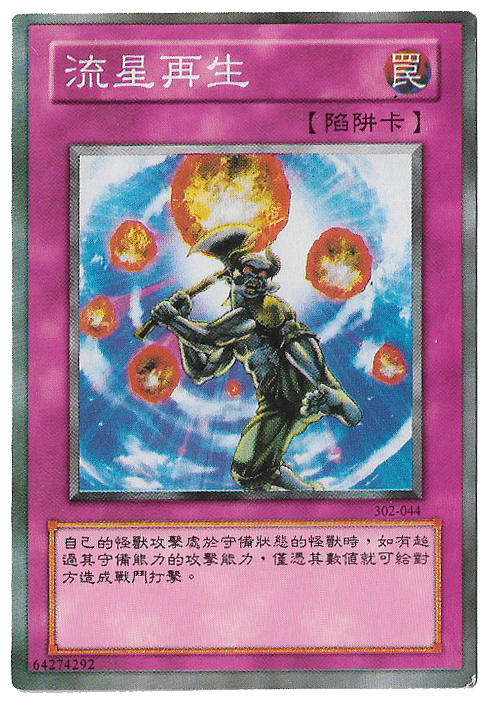 流星再生
罠
【陷阱卡】
302-044
自己的怪獸攻擊處於守備狀態的怪獸時，如有超
過其守備能力的攻擊能力，僅憑其數值就可給對
方造成戰鬥打擊。
64274292